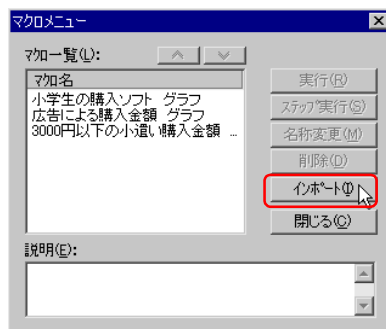 マクロメニュー
マクロ一覧(L):
マクロ名
小学生の購入ソフト グラフ
広告による購入金額 グラフ
3000円以下の小遣い購入金額 ...
実行(R)
ステップ実行(S)
名称変更(M)
削除(D)
インポート(I)
閉じる(C)
説明(E):